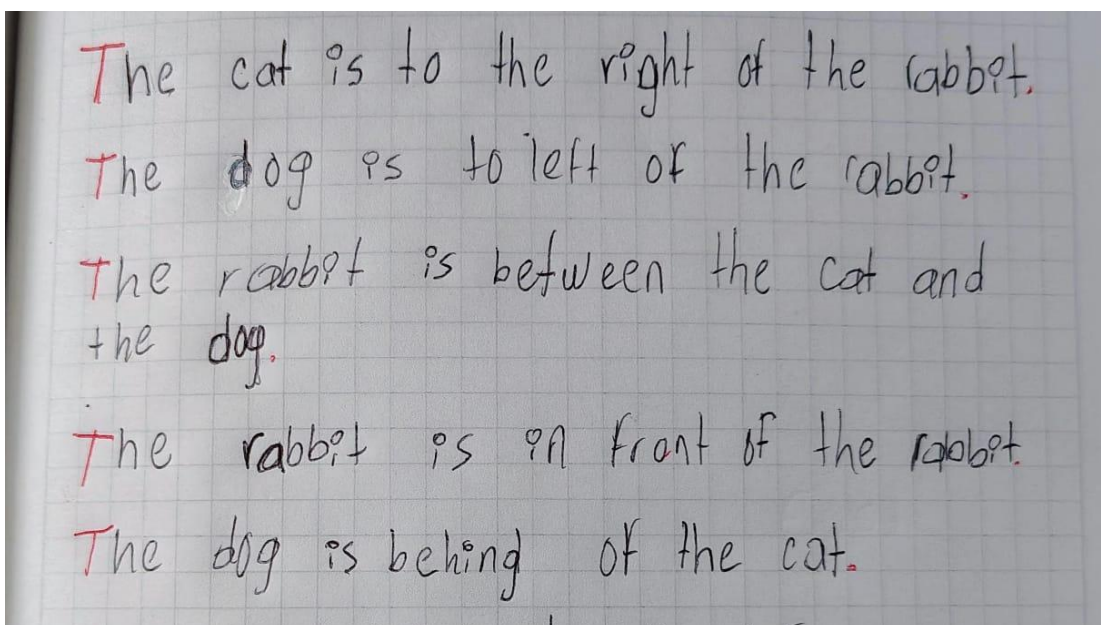 The cat is to the right of the rabbit.
The dog is to left of the rabbit.
The rabbit is between the cat and
the dog.
The rabbit is in front of the rabbit.
The dog is behing of the cat.